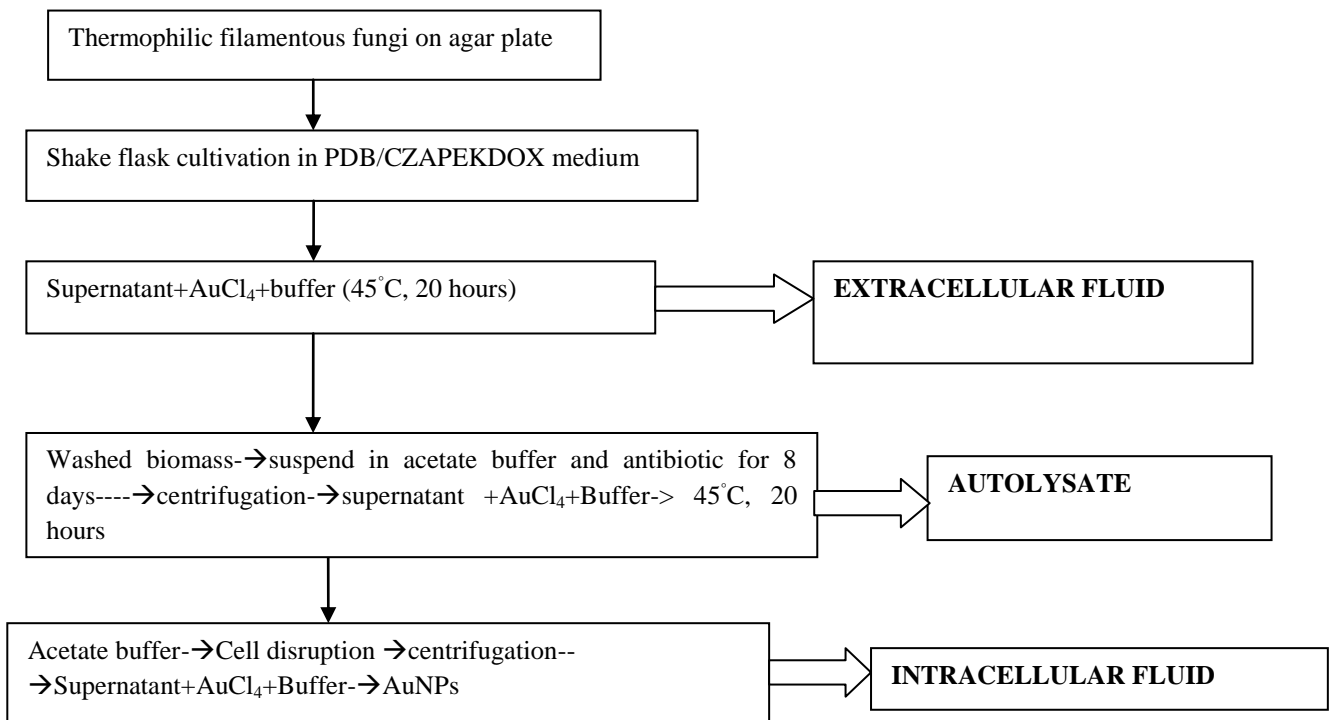 Thermophilic filamentous fungi on agar plate
Shake flask cultivation in PDB/CZAPEKDOX medium
Supernatant+AuCl₄+buffer (45°C, 20 hours)
EXTRACELLULAR FLUID
Washed biomass-→suspend in acetate buffer and antibiotic for 8
days----→centrifugation-→supernatant +AuCl₄+Buffer-> 45°C, 20
hours
AUTOLYSATE
Acetate buffer-→Cell disruption →centrifugation--
→Supernatant+AuCl₄+Buffer-→AuNPs
INTRACELLULAR FLUID